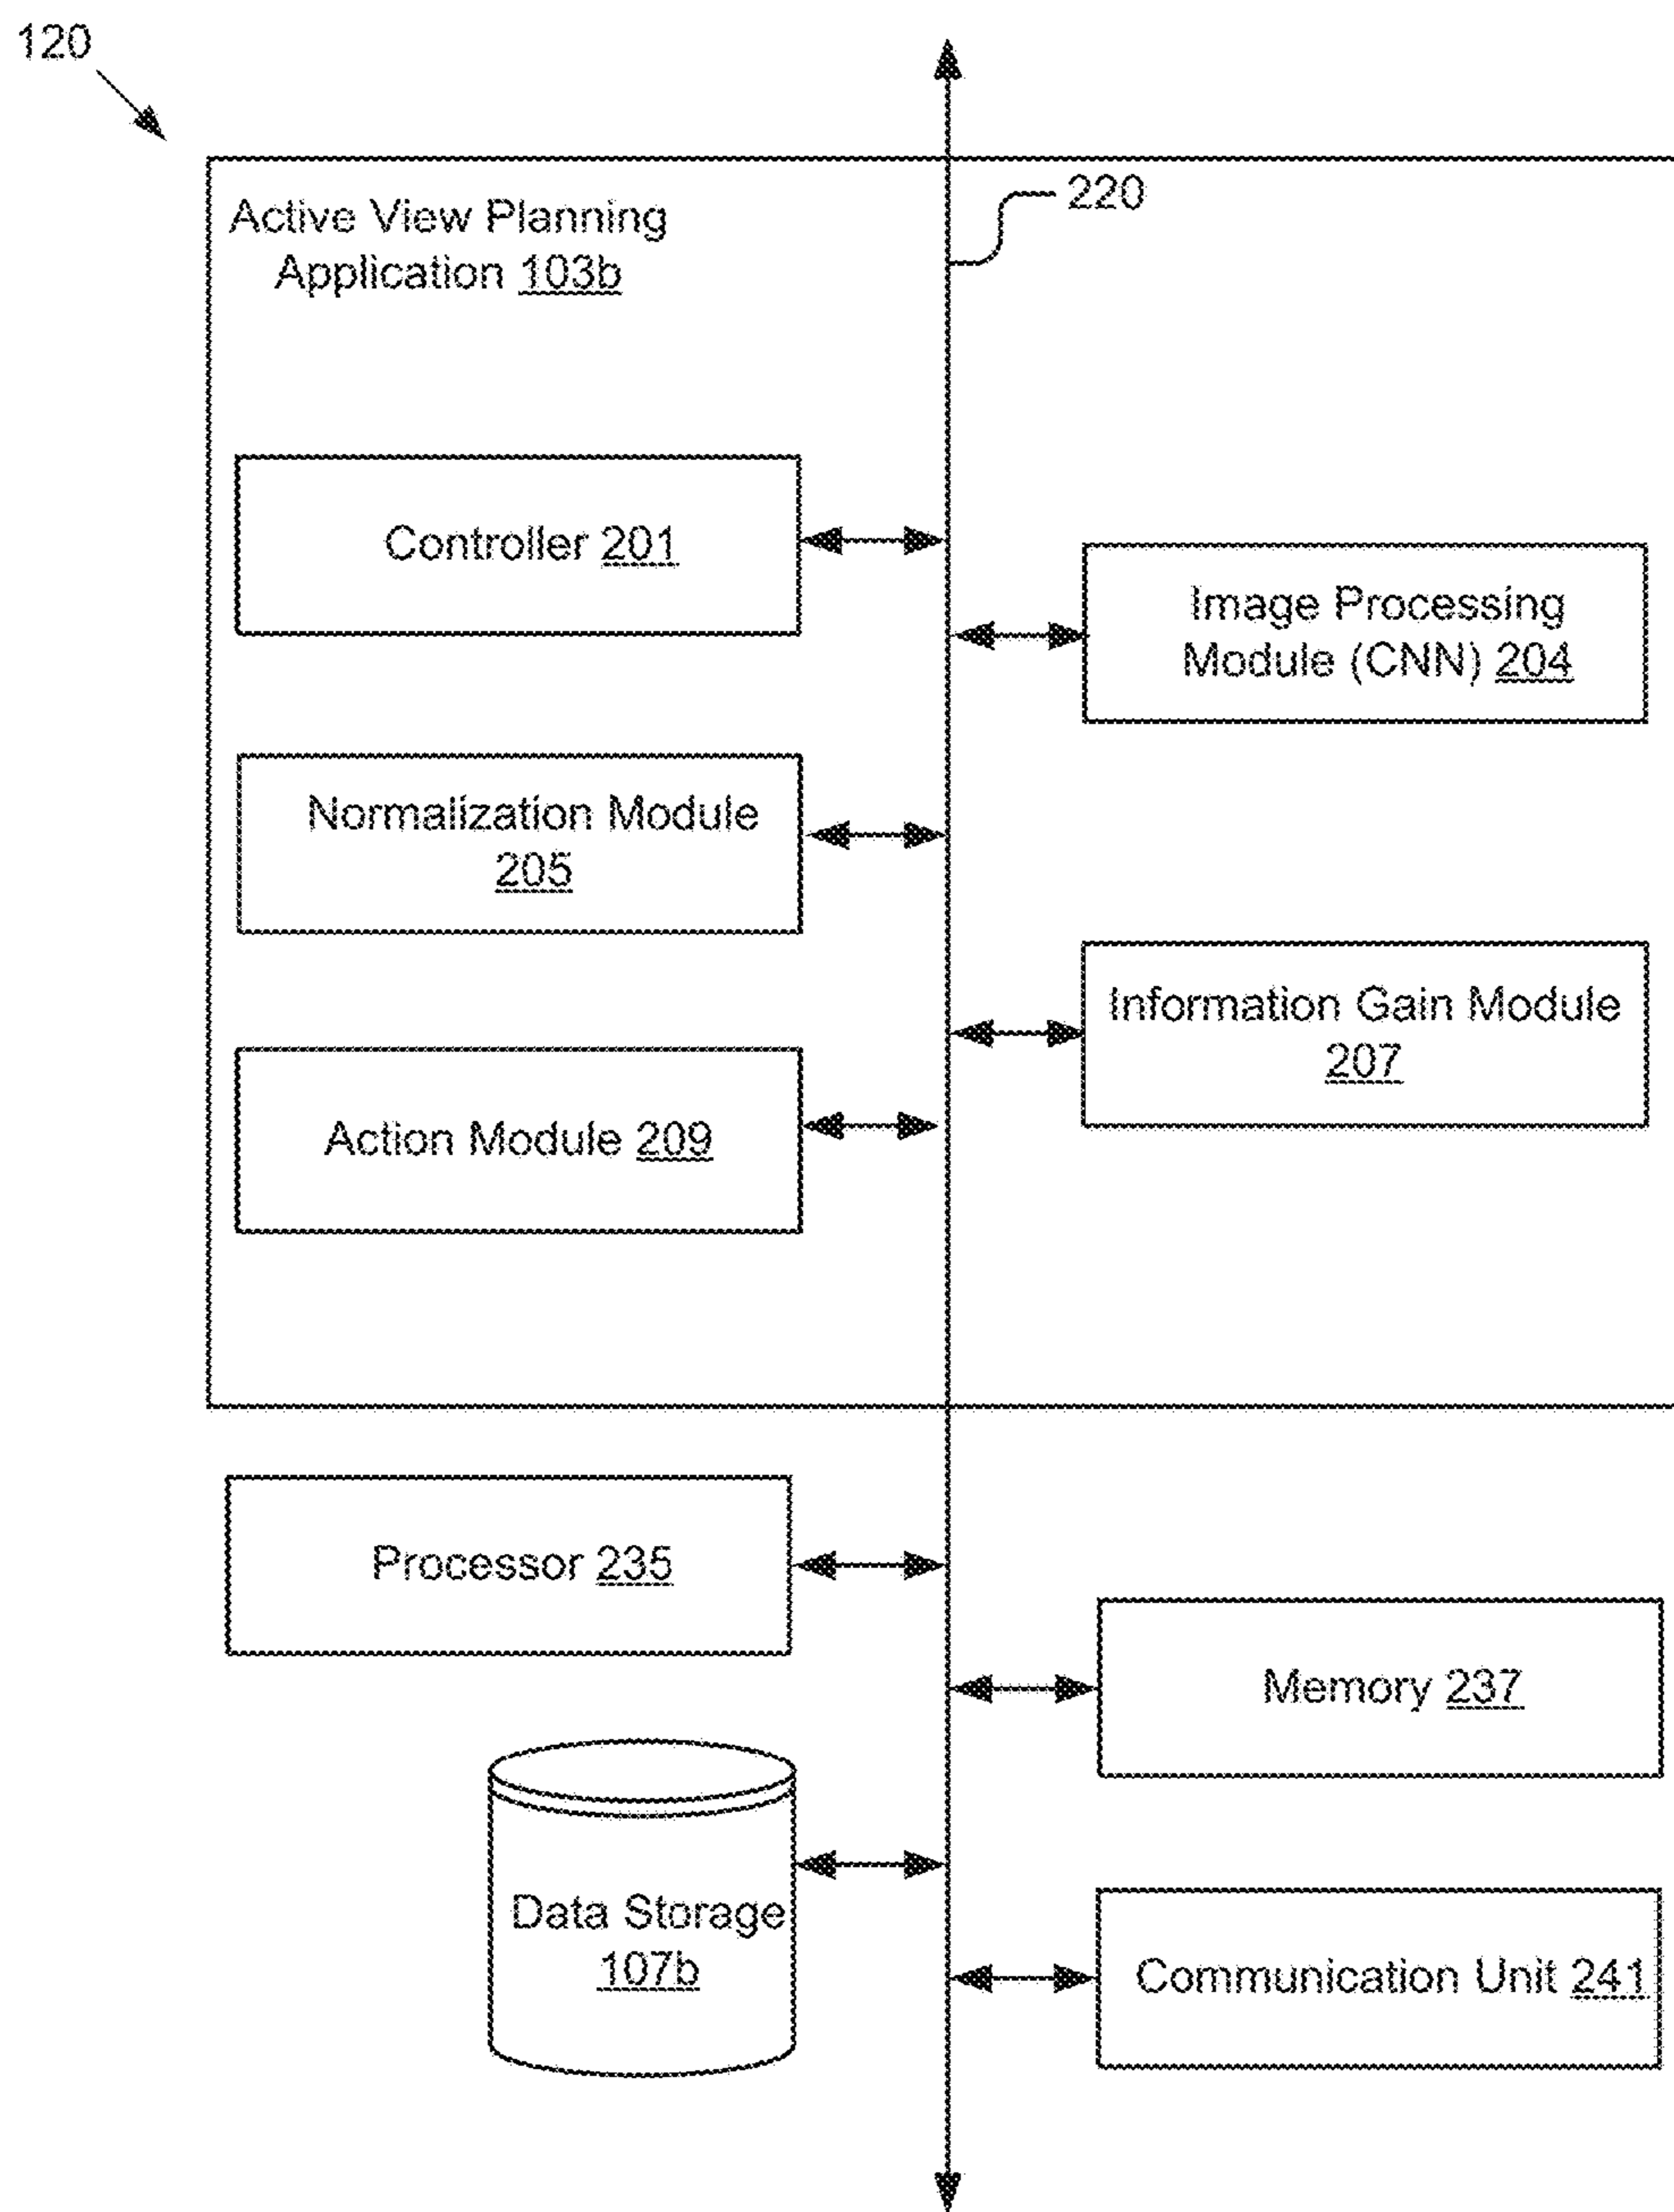 120
220
Active View Planning
Application 103b
Controller 201
Image Processing
Module (CNN) 204
Normalization Module
205
Information Gain Module
207
Action Module 209
Processor 235
Memory 237
Data Storage
107b
Communication Unit 241